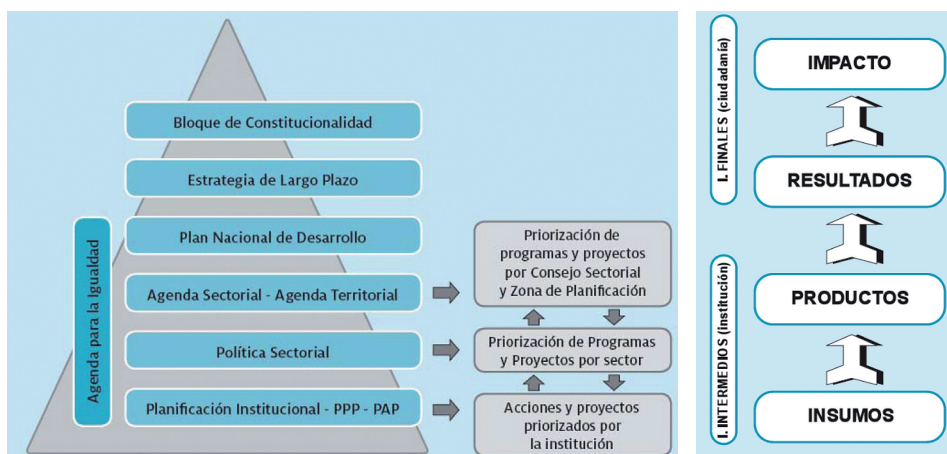 Bloque de Constitucionalidad
Estrategia de Largo Plazo
Plan Nacional de Desarrollo
Agenda Sectorial - Agenda Territorial
Política Sectorial
Planificación Institucional - PPP - PAP
Agenda para la Igualdad
Priorización de
programas y proyectos
por Consejo Sectorial
y Zona de Planificación
Priorización de Programas
y Proyectos por sector
Acciones y proyectos
priorizados por
la institución
I. FINALES (ciudadanía)
I. INTERMEDIOS (institución)
IMPACTO
RESULTADOS
PRODUCTOS
INSUMOS